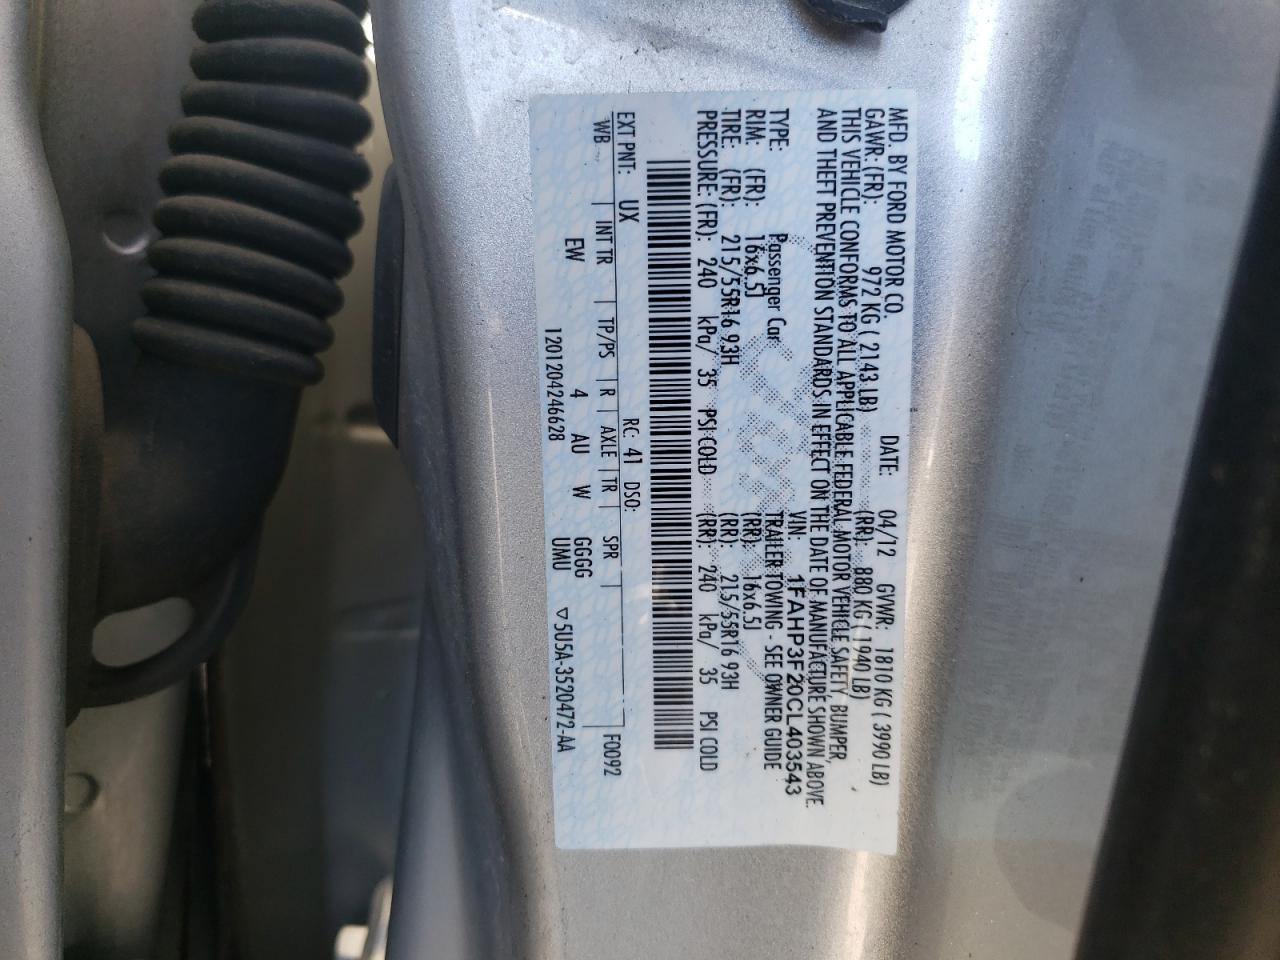 MFD. BY FORD MOTOR CO.
DATE: 04/12 GVWR: 1810 KG ( 3990 LB)
GAWR: (FR): 972 KG ( 2143 LB) (RR): 880 KG ( 1940 LB)
THIS VEHICLE CONFORMS TO ALL APPLICABLE FEDERAL MOTOR VEHICLE SAFETY, BUMPER,
AND THEFT PREVENTION STANDARDS IN EFFECT ON THE DATE OF MANUFACTURE SHOWN ABOVE.
VIN: 1FAHP3F20CL403543
TYPE: Passenger Car TRAILER TOWING - SEE OWNER GUIDE
RIM: (FR): 16x6.5J (RR): 16x6.5J
TIRE: (FR): 215/55R16 93H (RR): 215/55R16 93H
PRESSURE: (FR): 240 kPa/ 35 PSI COLD (RR): 240 kPa/ 35 PSI COLD
EXT PNT: UX RC: 41 DSO: F0092
WB INT TR TP/PS R AXLE TR SPR
EW 4 AU W GGGG
UMU
120120424​6628 ▽5U5A-3520472-AA